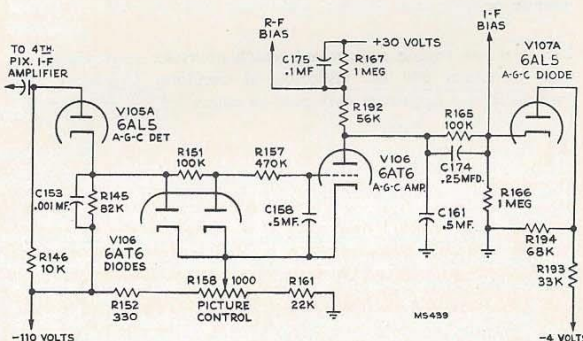 R-F
BIAS
I-F
BIAS
TO 4TH.
PIX. I-F
AMPLIFIER
C175
.1MF
+30 VOLTS
R167
1 MEG
V107A
6AL5
A-G-C DIODE
V105A
6AL5
A-G-C DET
R192
56K
R165
100K
R151
100K
R157
470K
V106
6AT6
A-G-C AMP.
C174
.25MFD.
C153
.001 MF.
R145
82K
C158
.5MF.
C161
.5 MF.
R166
1 MEG
R194
68K
V106
6AT6
DIODES
R146
10K
R193
33K
R158
1000
R161
22K
R152
330
PICTURE
CONTROL
MS439
-110 VOLTS
-4 VOLTS